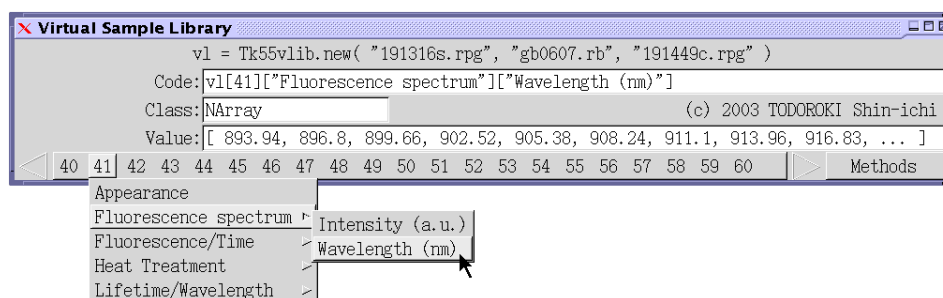 Virtual Sample Library
vl = Tk55vlib.new( "191316s.rpg", "gb0607.rb", "191449c.rpg" )
Code: vl[41]["Fluorescence spectrum"]["Wavelength (nm)"]
Class: NArray (c) 2003 TODOROKI Shin-ichi
Value: [ 893.94, 896.8, 899.66, 902.52, 905.38, 908.24, 911.1, 913.96, 916.83, ... ]
40 41 42 43 44 45 46 47 48 49 50 51 52 53 54 55 56 57 58 59 60 Methods
Appearance
Fluorescence spectrum
Intensity (a.u.)
Fluorescence/Time
Wavelength (nm)
Heat Treatment
Lifetime/Wavelength